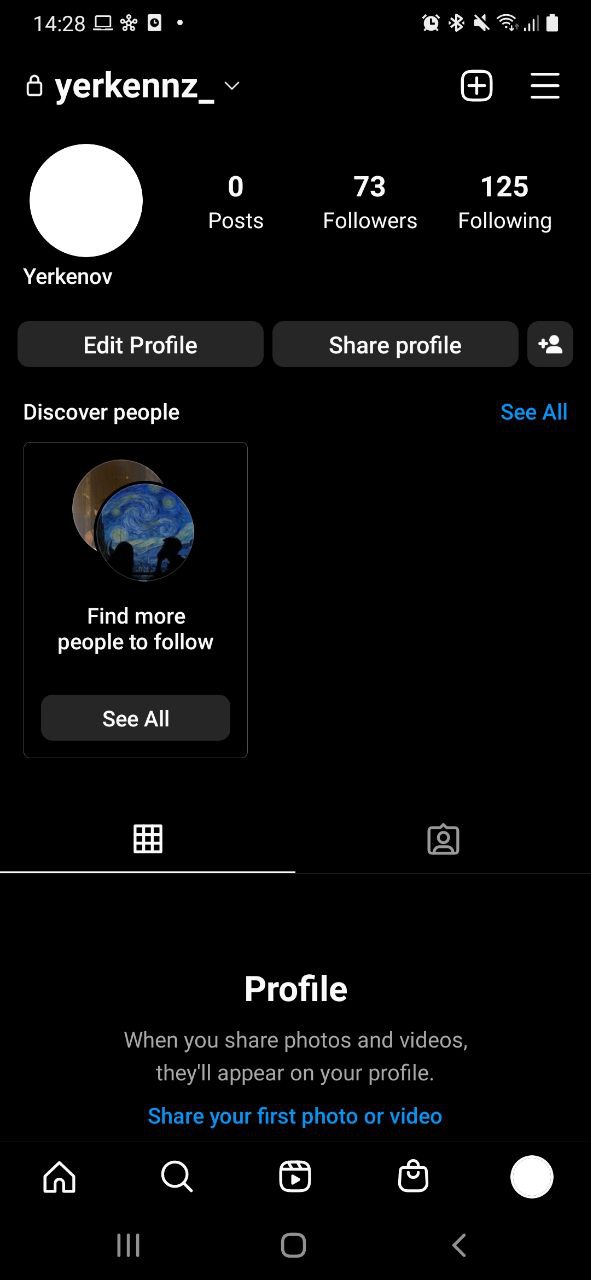 14:28
yerkennz_
0 73 125
Posts Followers Following
Yerkenov
Edit Profile Share profile
Discover people See All
Find more
people to follow
See All
Profile
When you share photos and videos,
they'll appear on your profile.
Share your first photo or video